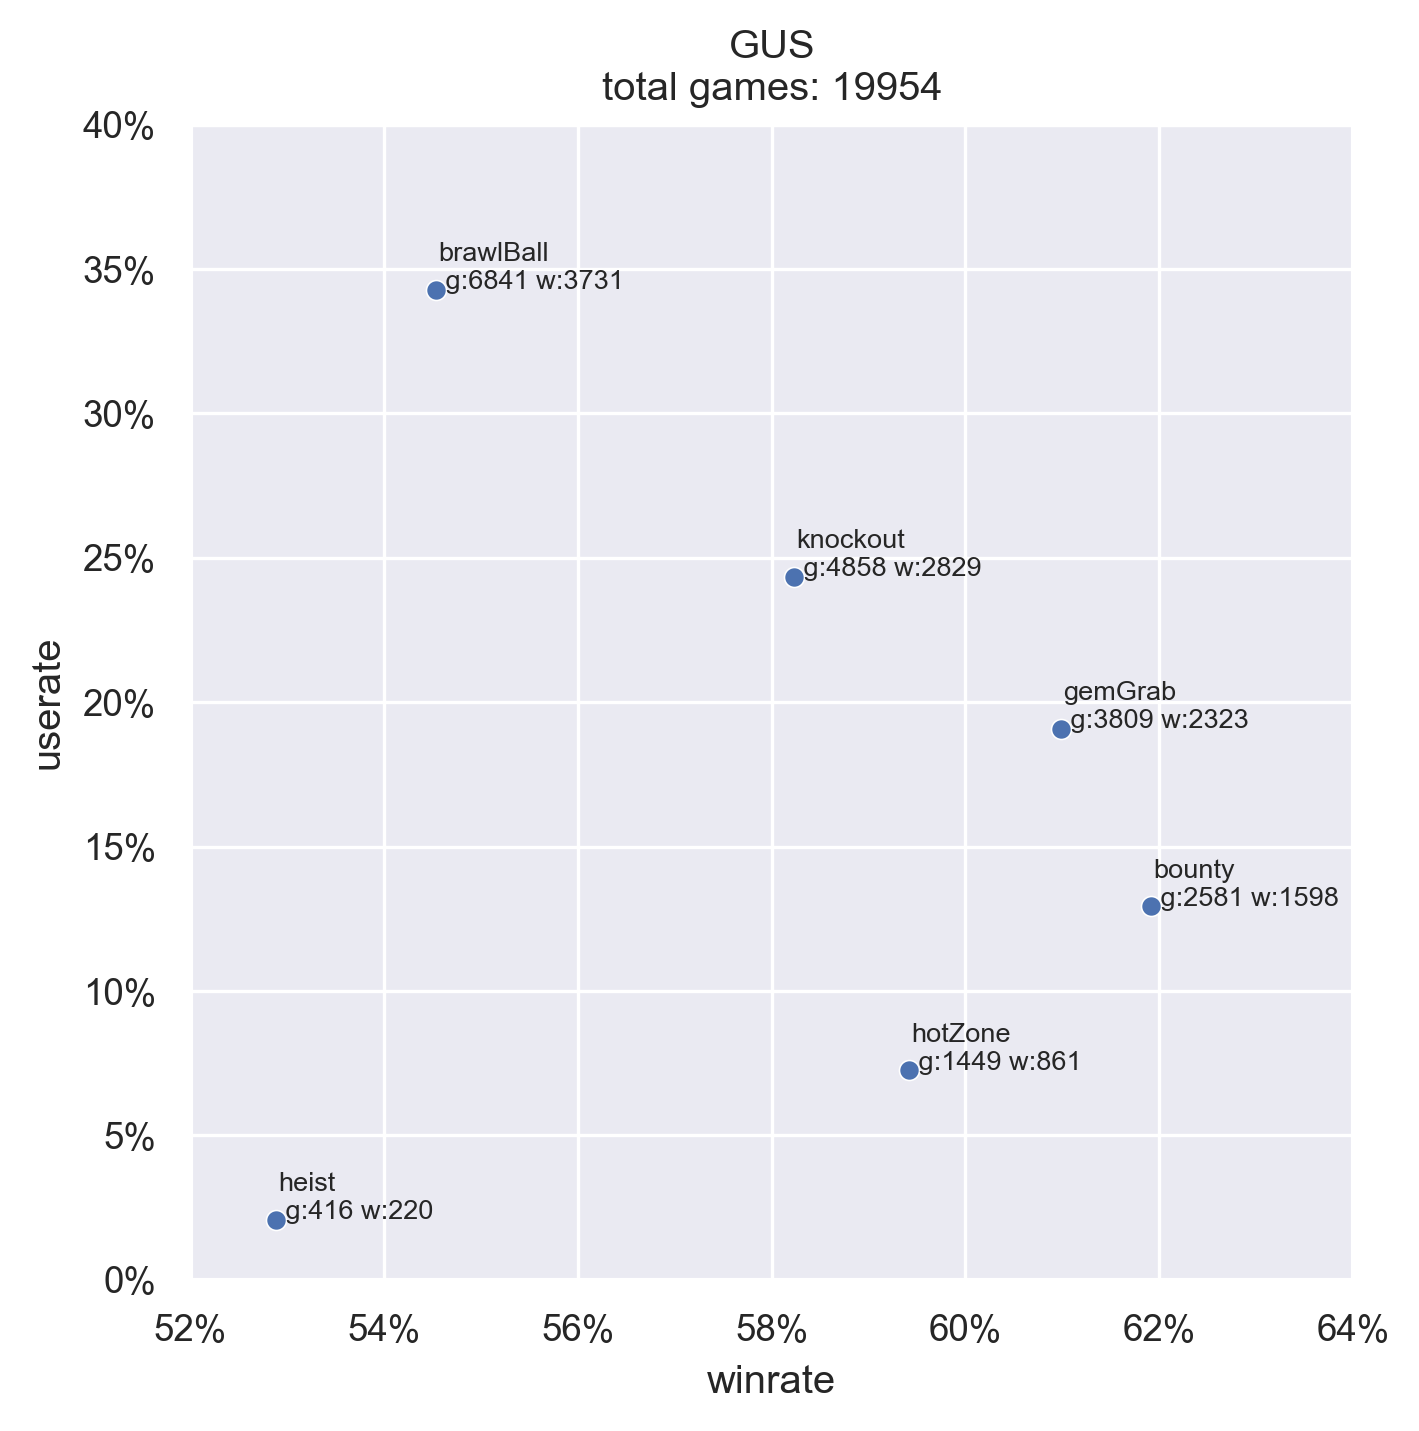 GUS
total games: 19954
40%
35%
30%
25%
20%
15%
10%
5%
0%
userate
brawlBall
g:6841 w:3731
knockout
g:4858 w:2829
gemGrab
g:3809 w:2323
bounty
g:2581 w:1598
hotZone
g:1449 w:861
heist
g:416 w:220
52% 54% 56% 58% 60% 62% 64%
winrate